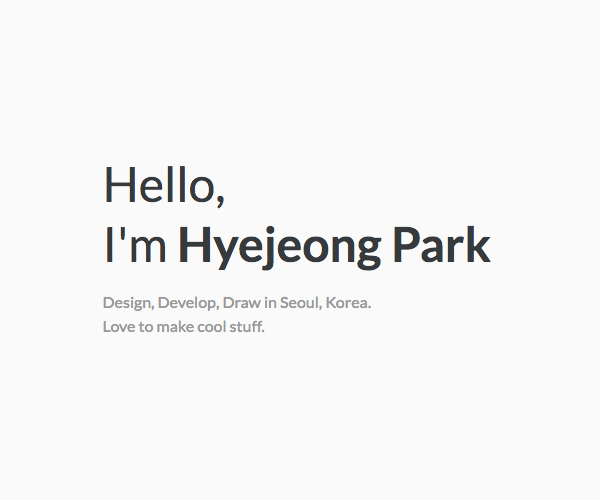 Hello,
I'm Hyejeong Park
Design, Develop, Draw in Seoul, Korea.
Love to make cool stuff.